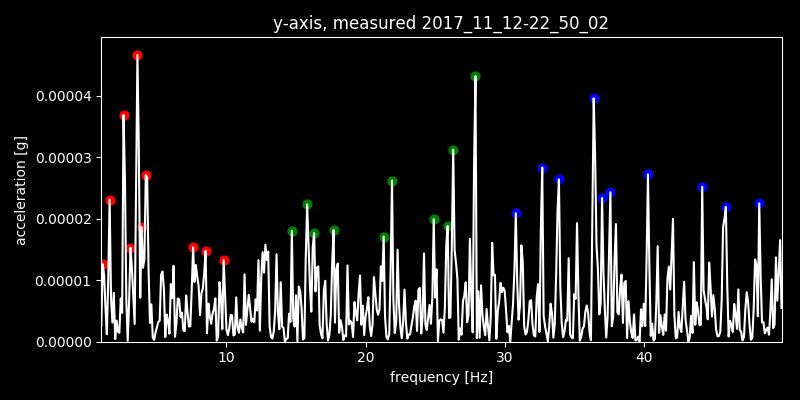 y-axis, measured 2017_11_12-22_50_02
0.00004
0.00003
0.00002
0.00001
0.00000
acceleration [g]
10 20 30 40
frequency [Hz]